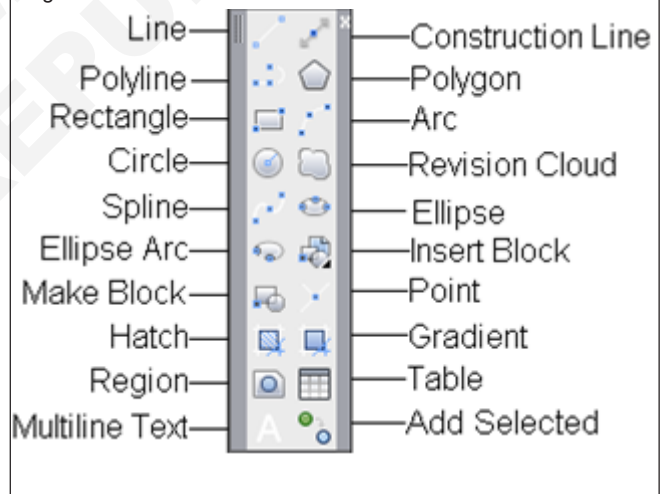 Line Construction Line
Polyline Polygon
Rectangle Arc
Circle Revision Cloud
Spline Ellipse
Ellipse Arc Insert Block
Make Block Point
Hatch Gradient
Region Table
Multiline Text A Add Selected